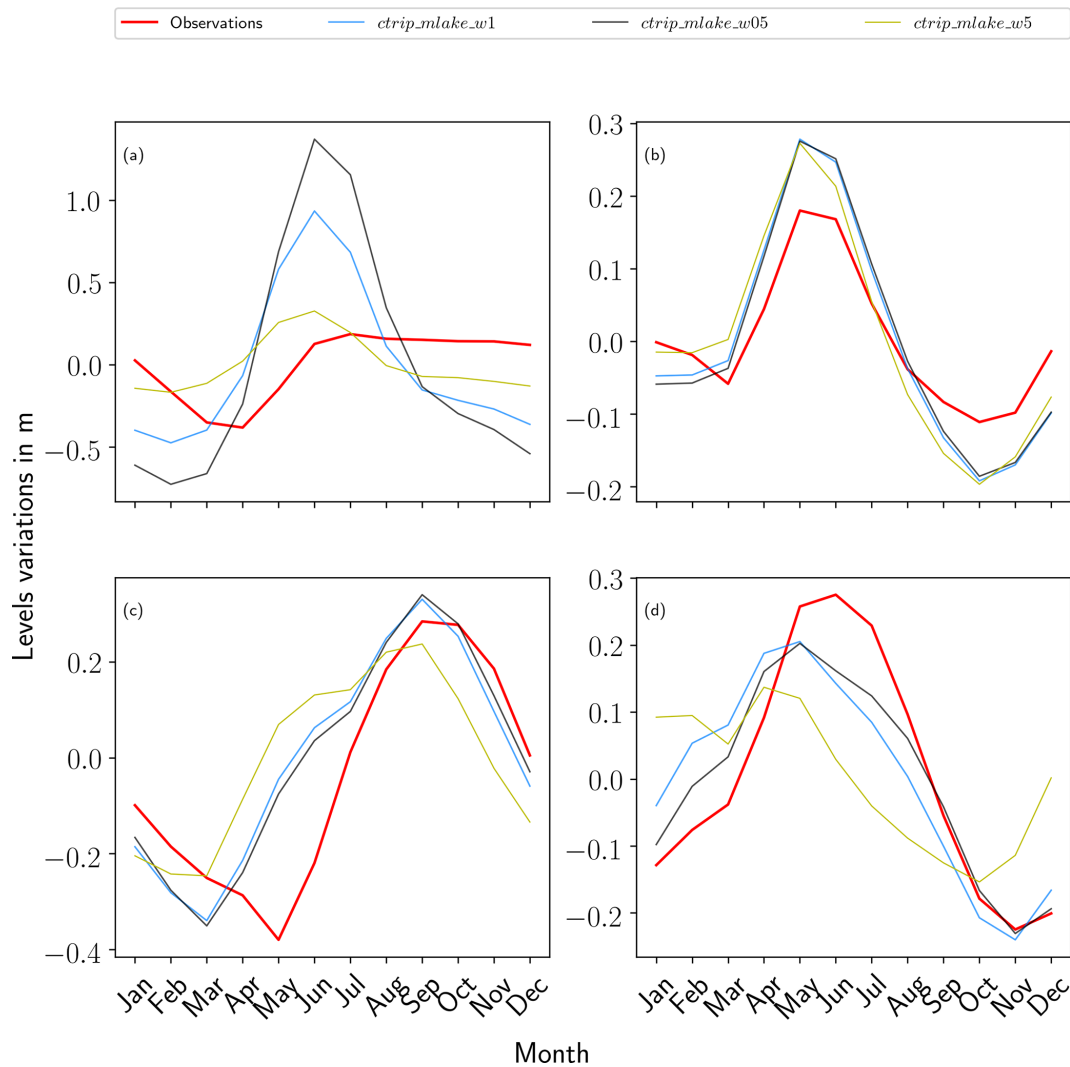 Observations ctrip_mlake_w1 ctrip_mlake_w05 ctrip_mlake_w5
(a)
1.0
0.5
0.0
−0.5
(b)
0.3
0.2
0.1
0.0
−0.1
−0.2
Levels variations in m
(c)
0.2
0.0
−0.2
−0.4
Jan Feb Mar Apr May Jun Jul Aug Sep Oct Nov Dec
(d)
0.3
0.2
0.1
0.0
−0.1
−0.2
Jan Feb Mar Apr May Jun Jul Aug Sep Oct Nov Dec
Month